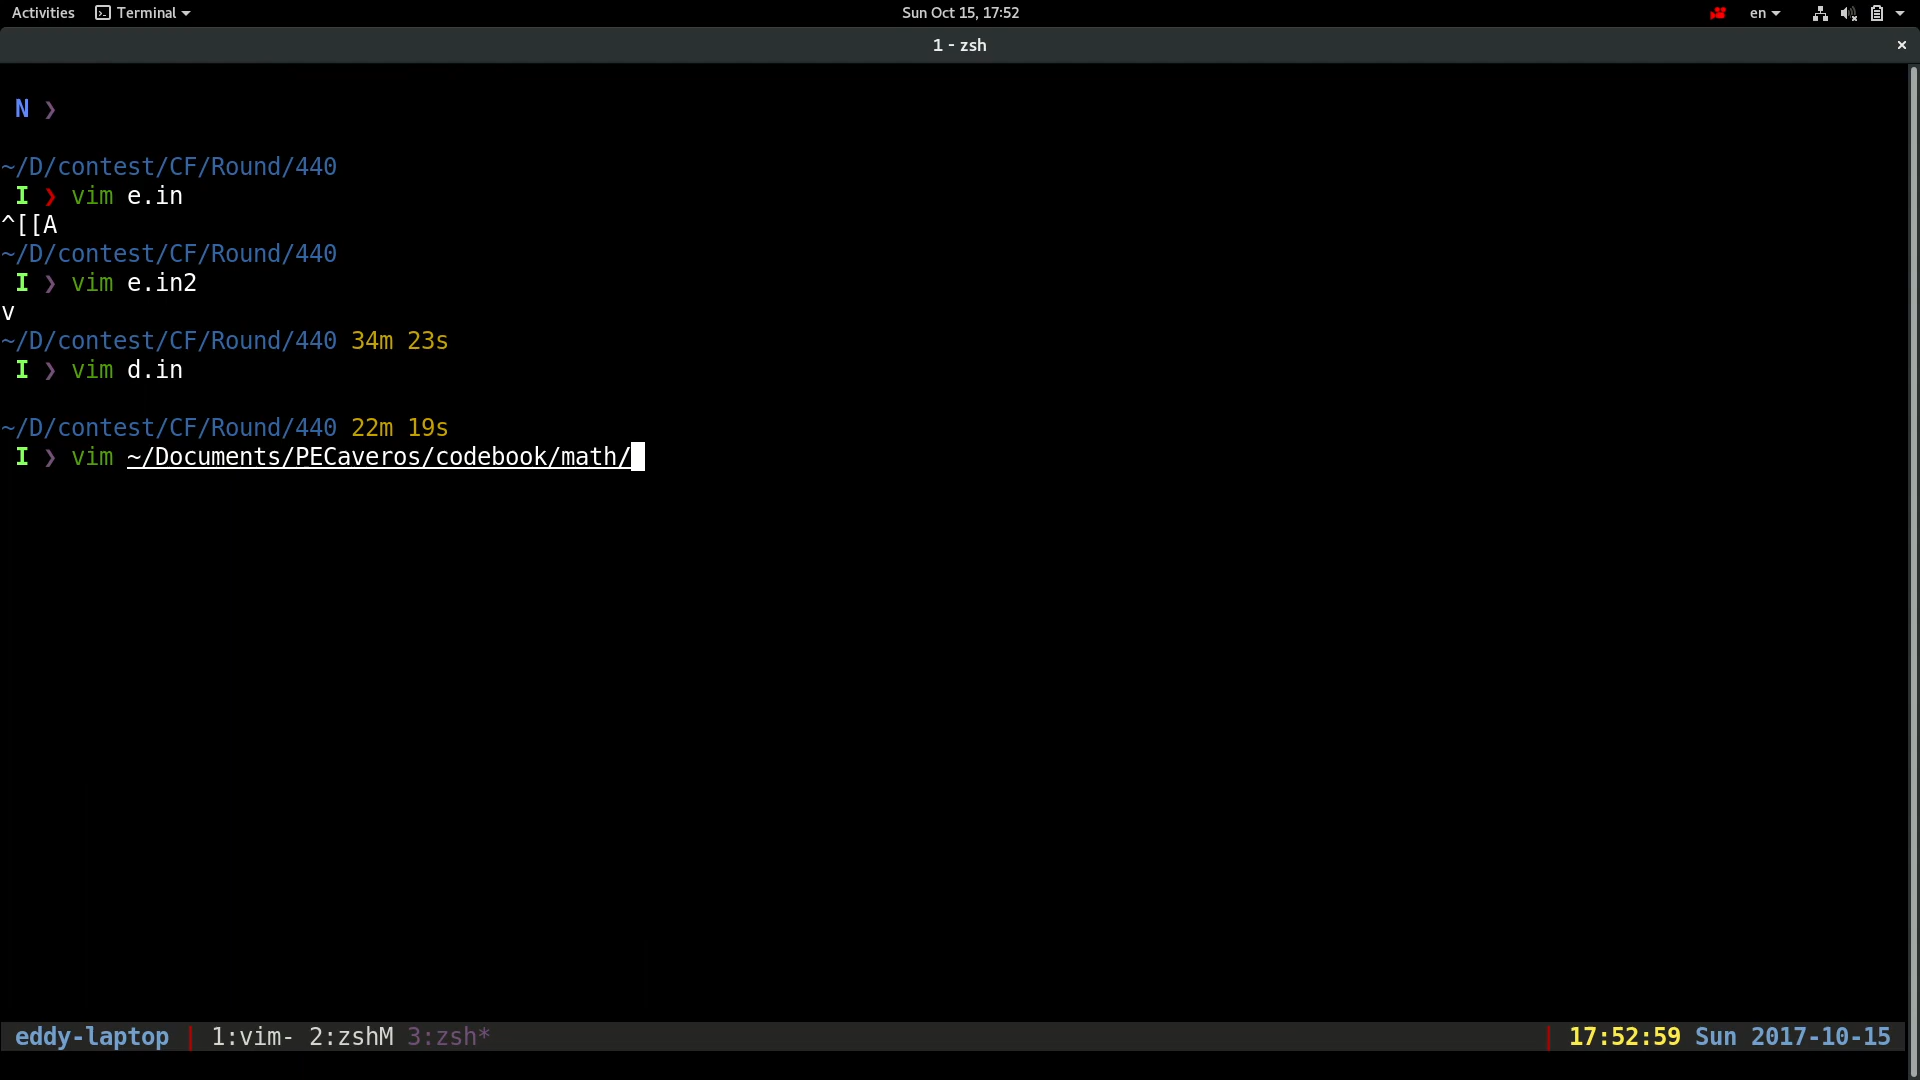 Activities Terminal Sun Oct 15, 17:52 en
1 - zsh
N ❯
~/D/contest/CF/Round/440
I ❯ vim e.in
^[[A
~/D/contest/CF/Round/440
I ❯ vim e.in2
v
~/D/contest/CF/Round/440 34m 23s
I ❯ vim d.in
~/D/contest/CF/Round/440 22m 19s
I ❯ vim ~/Documents/PECaveros/codebook/math/
eddy-laptop | 1:vim- 2:zshM 3:zsh* | 17:52:59 Sun 2017-10-15